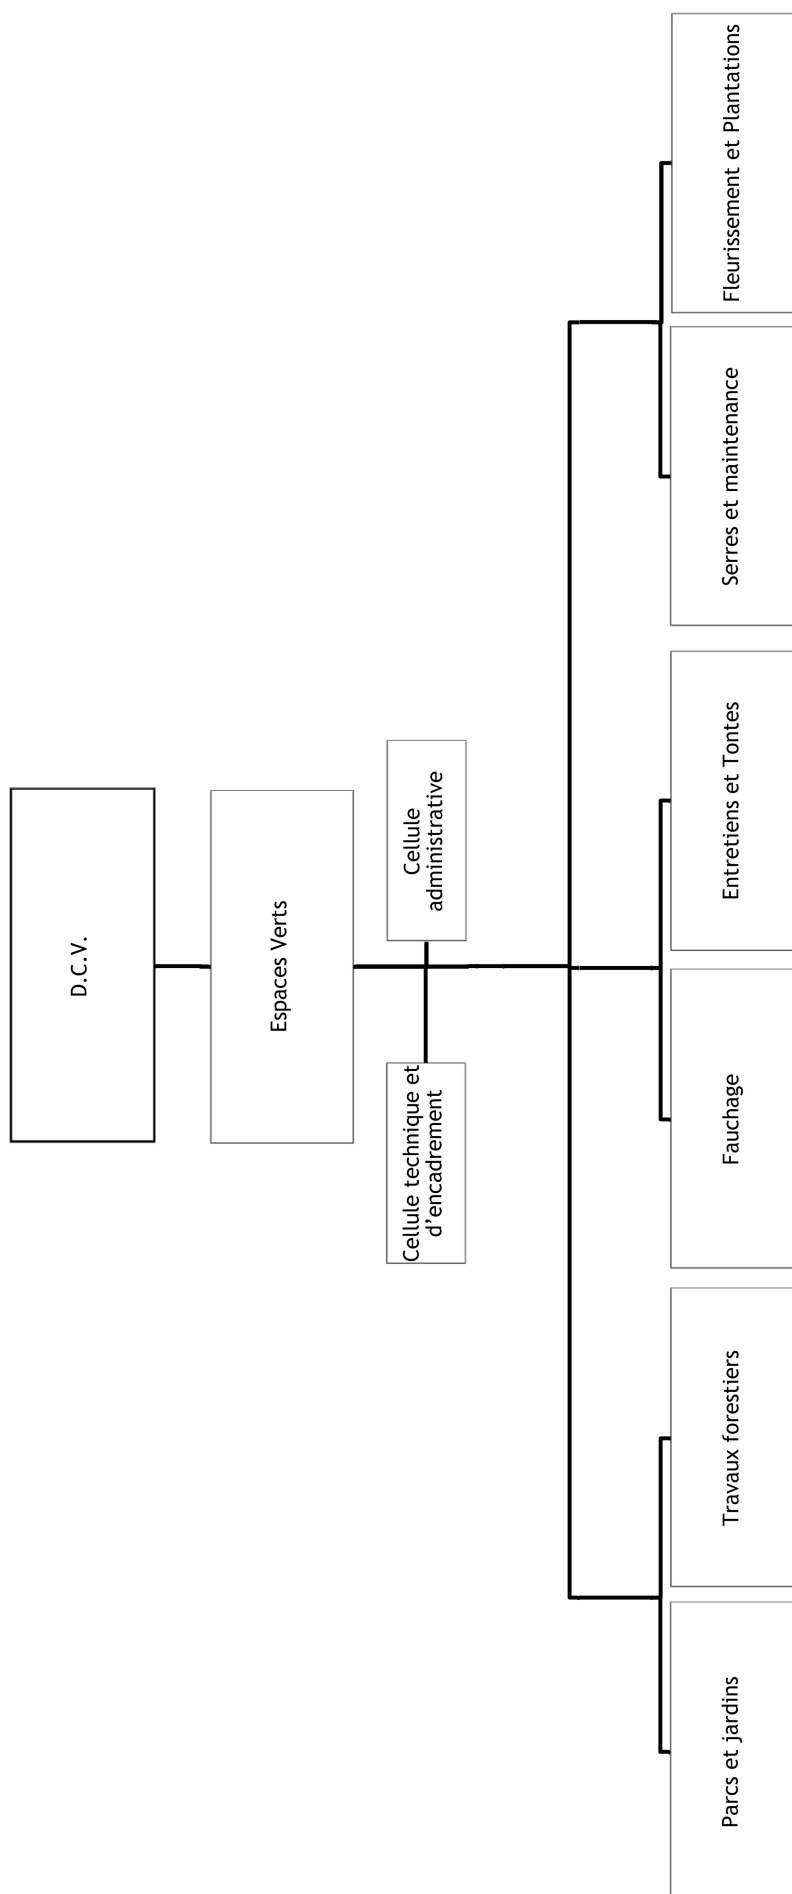 D.C.V.
Espaces Verts
Cellule technique et
d'encadrement
Cellule
administrative
Parcs et jardins
Travaux forestiers
Fauchage
Entretiens et Tontes
Serres et maintenance
Fleurissement et Plantations